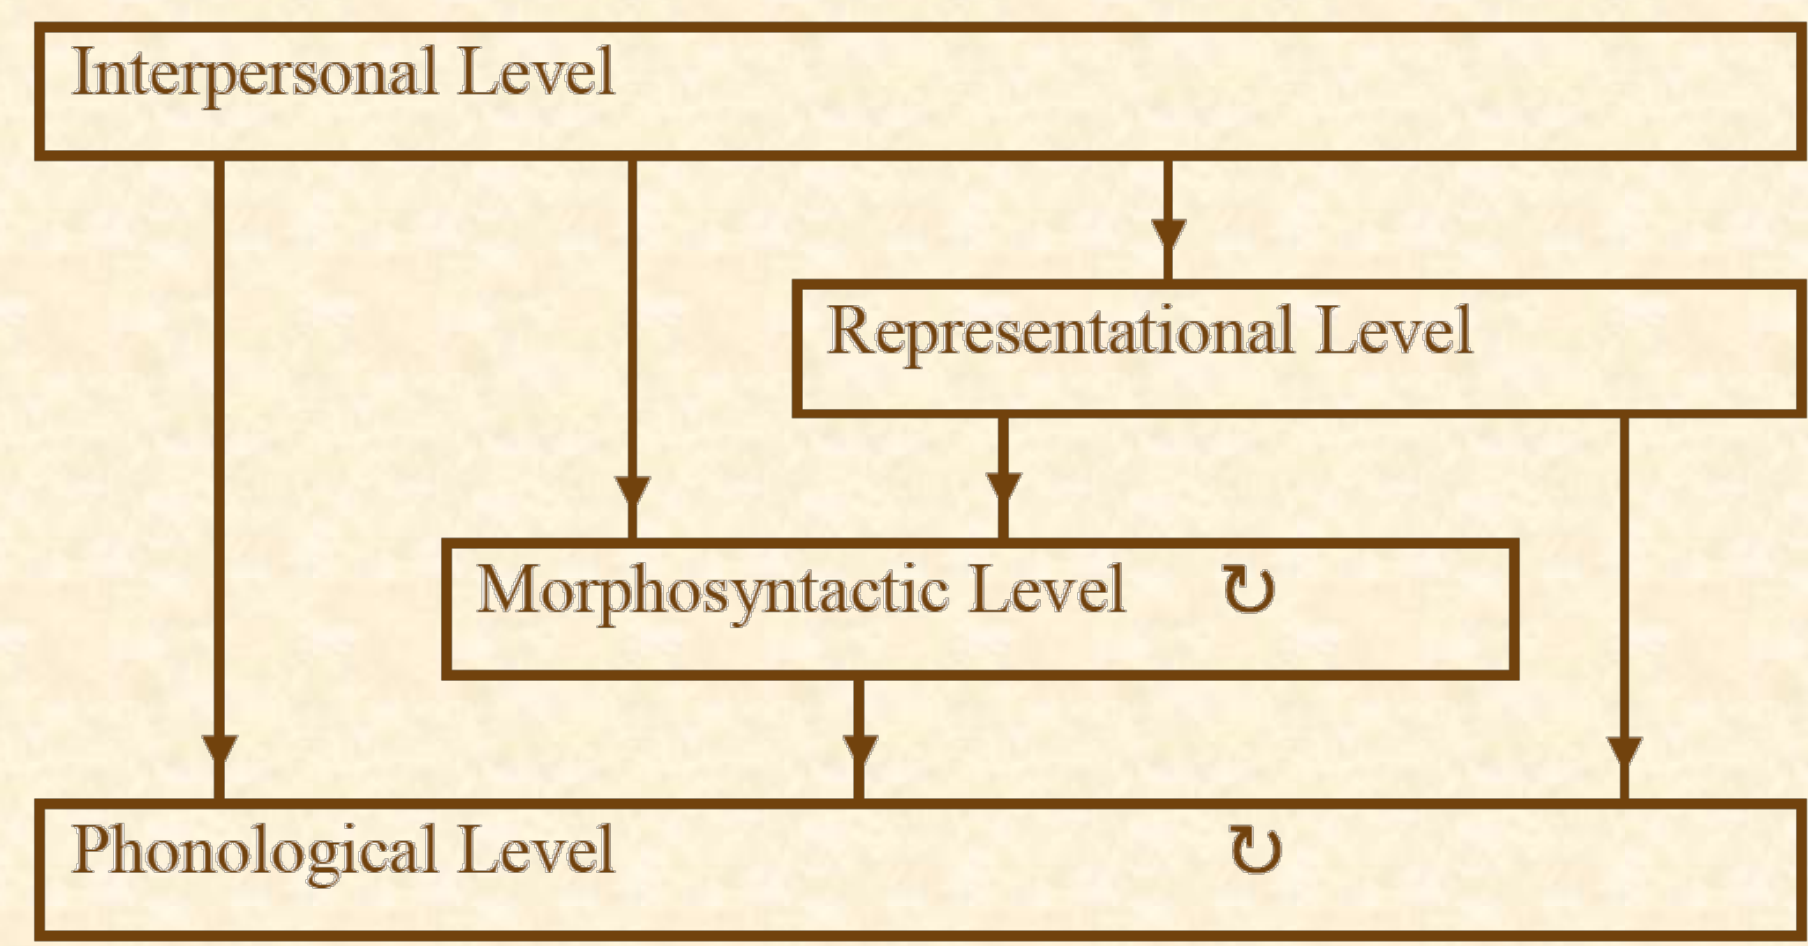 Interpersonal Level
Representational Level
Morphosyntactic Level ↻
Phonological Level ↻